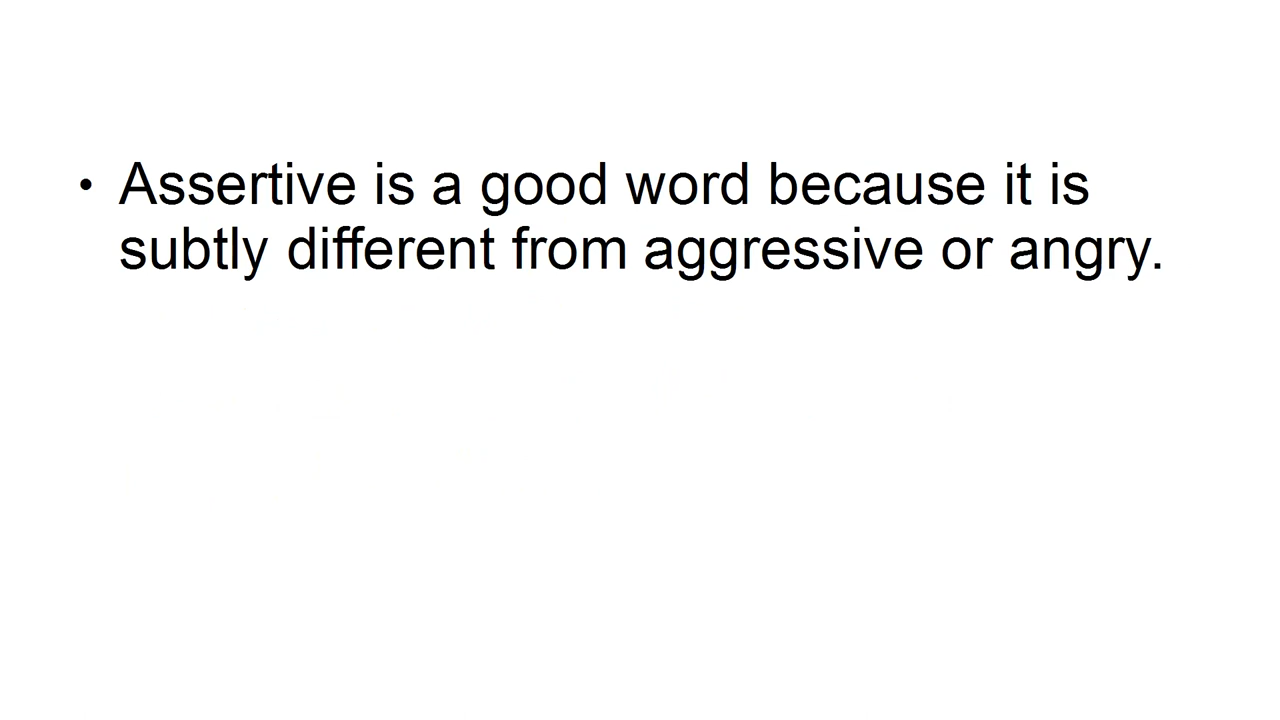 • Assertive is a good word because it is
subtly different from aggressive or angry.